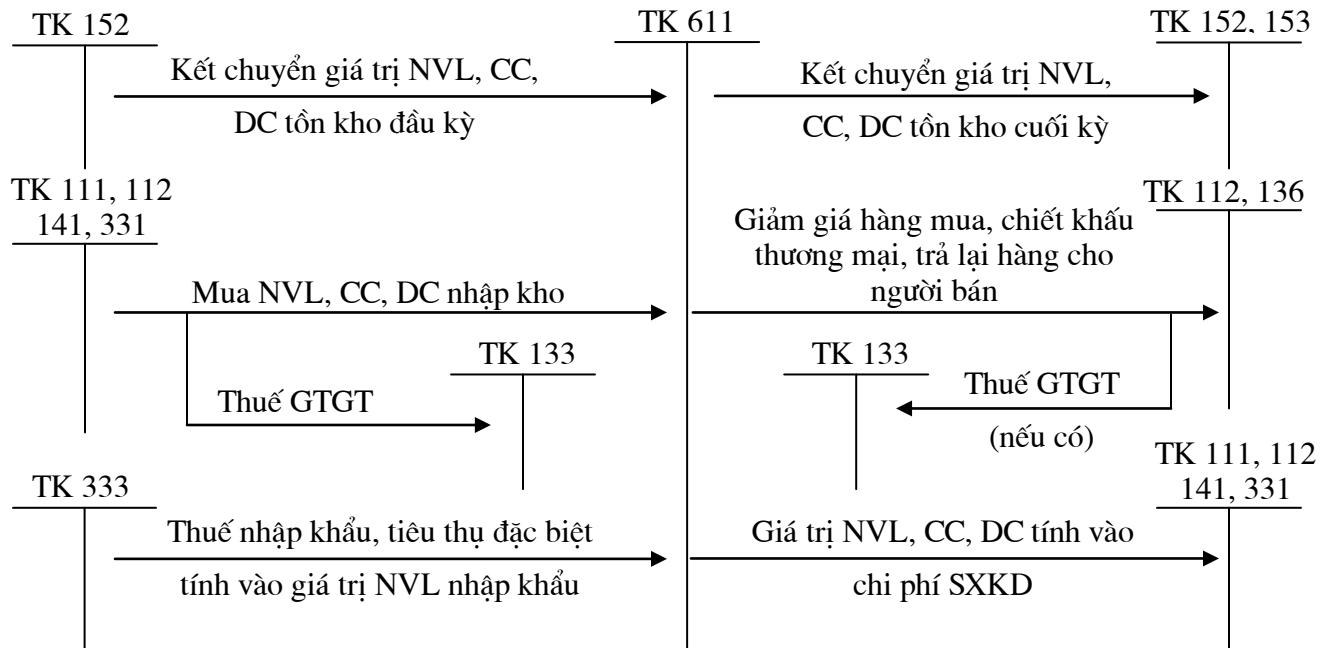 TK 152
TK 611
TK 152, 153
Kết chuyển giá trị NVL, CC,
DC tồn kho đầu kỳ
Kết chuyển giá trị NVL,
CC, DC tồn kho cuối kỳ
TK 111, 112
141, 331
TK 112, 136
Giảm giá hàng mua, chiết khấu
thương mại, trả lại hàng cho
người bán
Mua NVL, CC, DC nhập kho
TK 133
TK 133
Thuế GTGT
Thuế GTGT
(nếu có)
TK 111, 112
141, 331
TK 333
Thuế nhập khẩu, tiêu thụ đặc biệt
tính vào giá trị NVL nhập khẩu
Giá trị NVL, CC, DC tính vào
chi phí SXKD